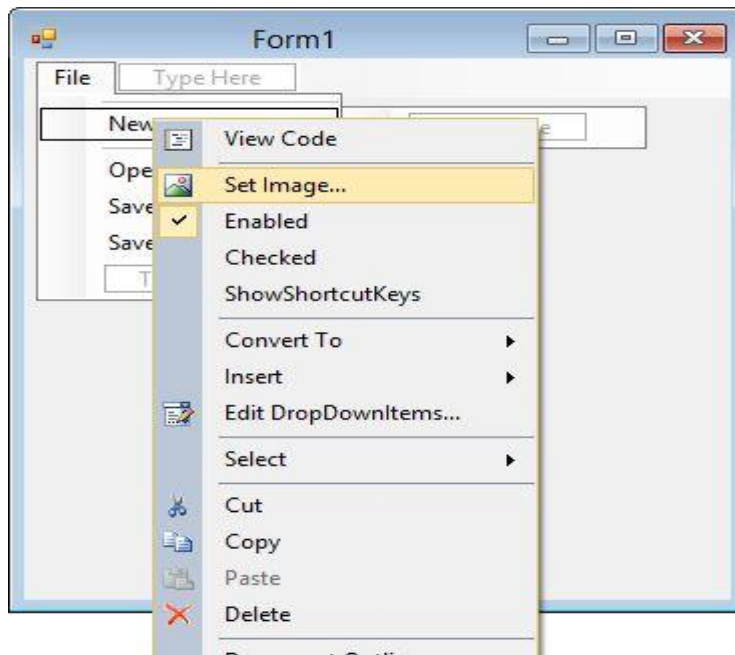 Form1
File Type Here
New
Ope
Save
Save
View Code
Set Image...
Enabled
Checked
ShowShortcutKeys
Convert To
Insert
Edit DropDownItems...
Select
Cut
Copy
Paste
Delete